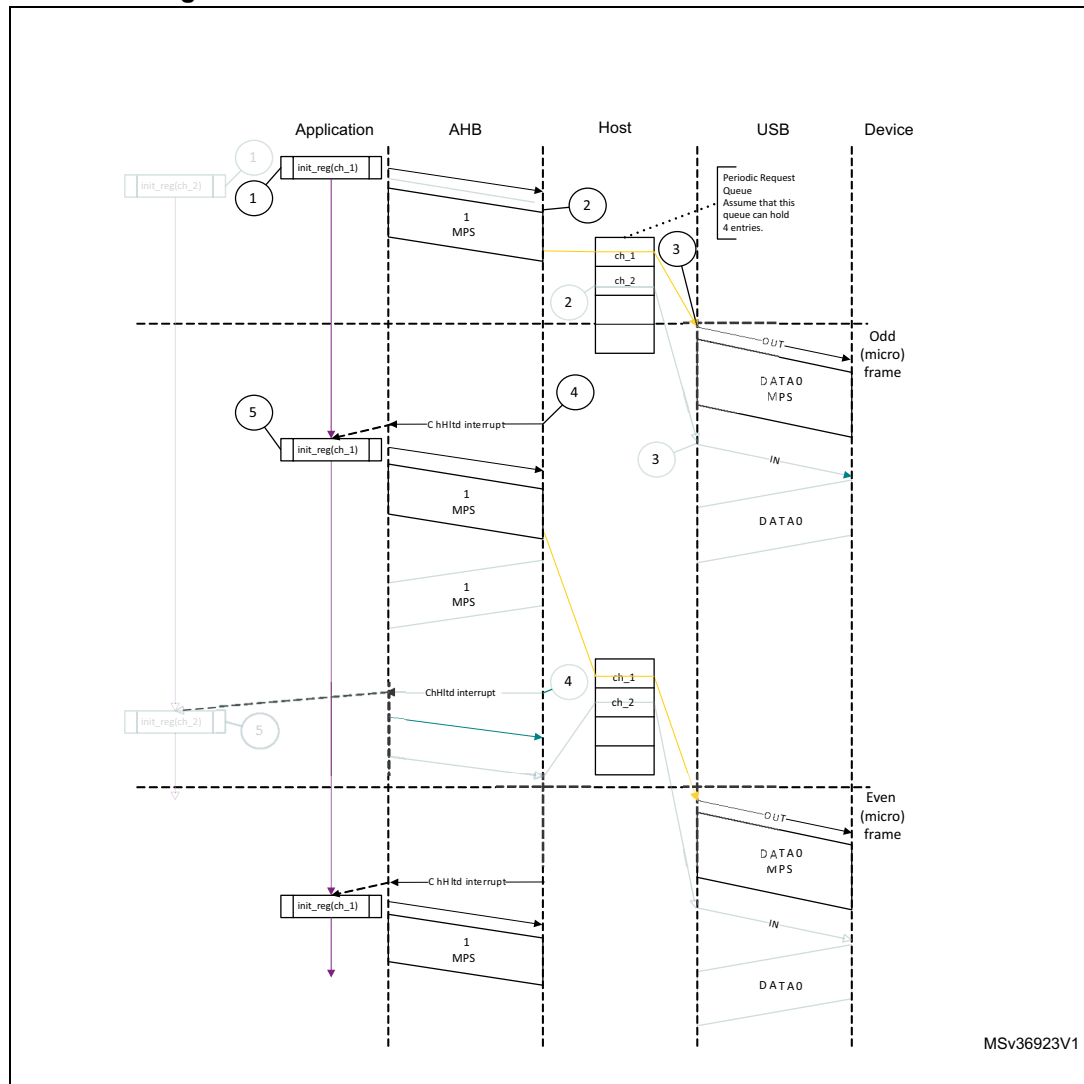 Application AHB Host USB Device
1
init_reg(ch_1)
init_reg(ch_2)
1
2
1
MPS
Periodic Request
Queue
Assume that this
queue can hold
4 entries.
3
ch_1
ch_2
2
Odd
(micro)
frame
OUT
DATA0
MPS
4
5
ChHltd interrupt
init_reg(ch_1)
3
IN
1
MPS
DATA0
1
MPS
ch_1
4
ChHltd interrupt
ch_2
init_reg(ch_2)
5
Even
(micro)
frame
OUT
DATA0
MPS
ChHltd interrupt
init_reg(ch_1)
IN
1
MPS
DATA0
MSv36923V1